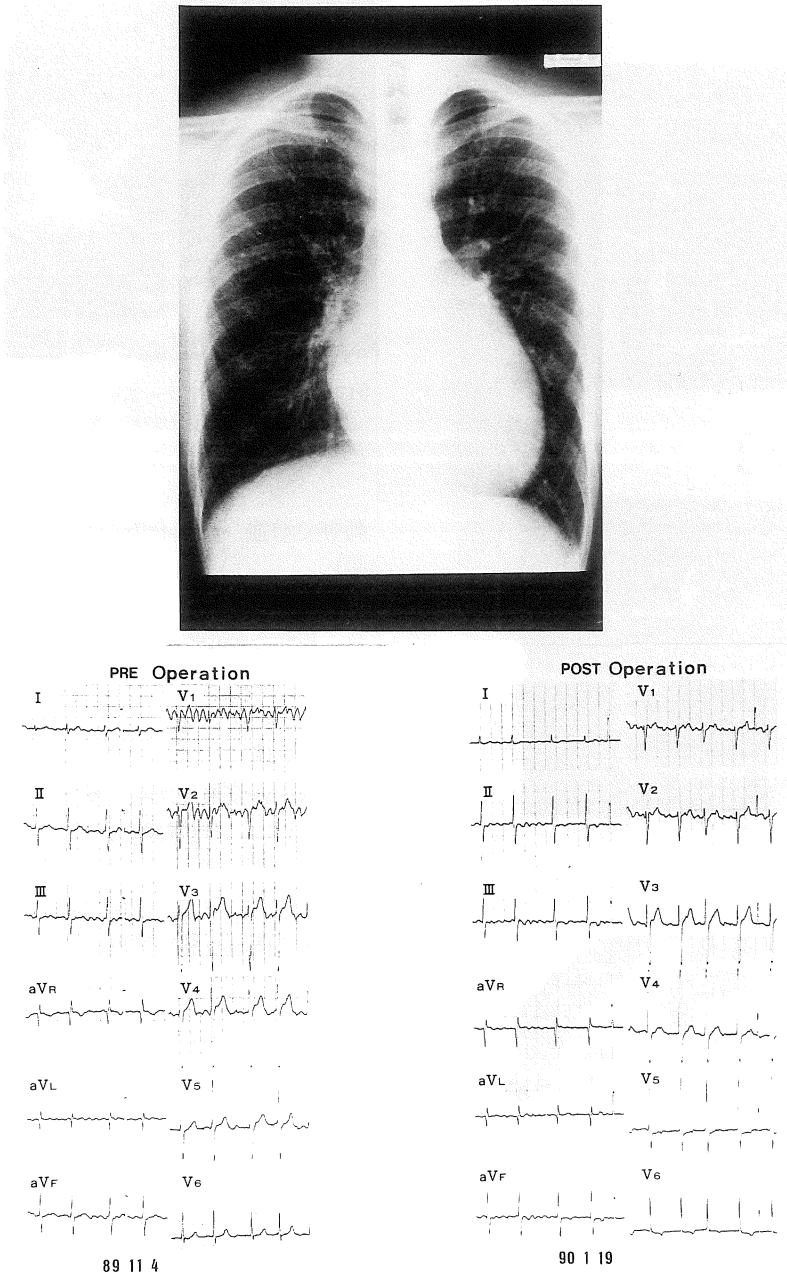 PRE Operation
I
V1
II
V2
III
V3
aVR
V4
aVL
V5
aVF
V6
89 11 4
POST Operation
I
V1
II
V2
III
V3
aVR
V4
aVL
V5
aVF
V6
90 1 19